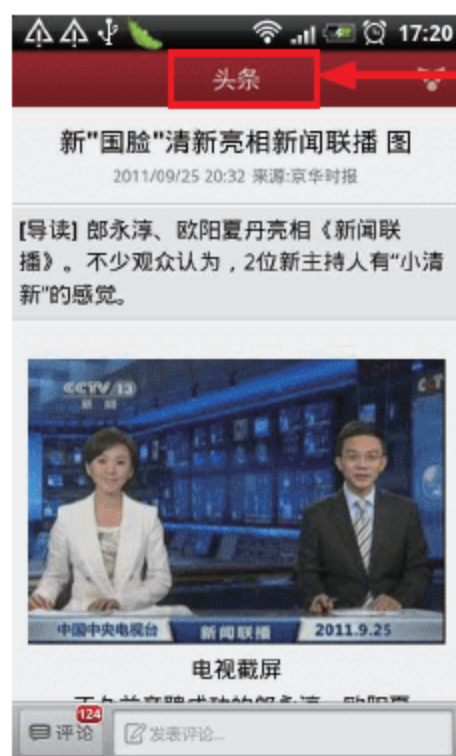 17:20
头条
新"国脸"清新亮相新闻联播 图
2011/09/25 20:32 来源:京华时报
[导读] 郎永淳、欧阳夏丹亮相《新闻联
播》。不少观众认为，2位新主持人有“小清
新”的感觉。
CCTV/13
新闻
中国中央电视台 新闻联播 2011.9.25
电视截屏
124
评论 发表评论...